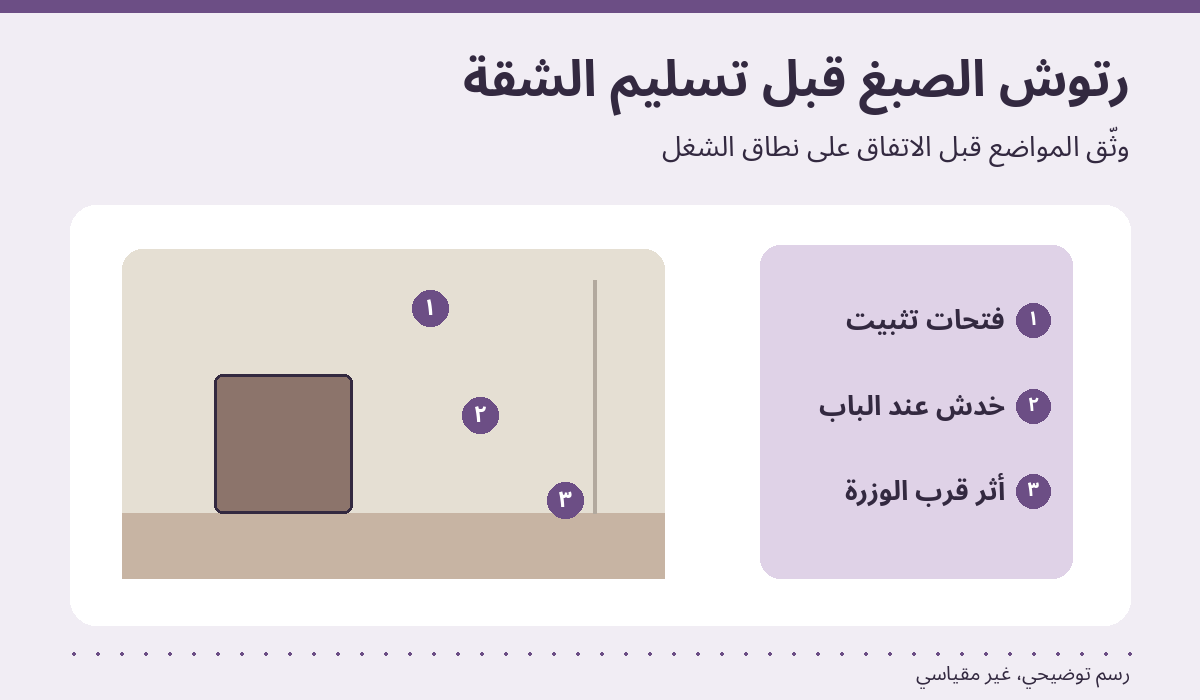 رتوش الصبغ قبل تسليم الشقة
وثّق المواضع قبل الاتفاق على نطاق الشغل
١ فتحات تثبيت
٢ خدش عند الباب
٣ أثر قرب الوزرة
١
٢
٣
رسم توضيحي، غير مقياسي